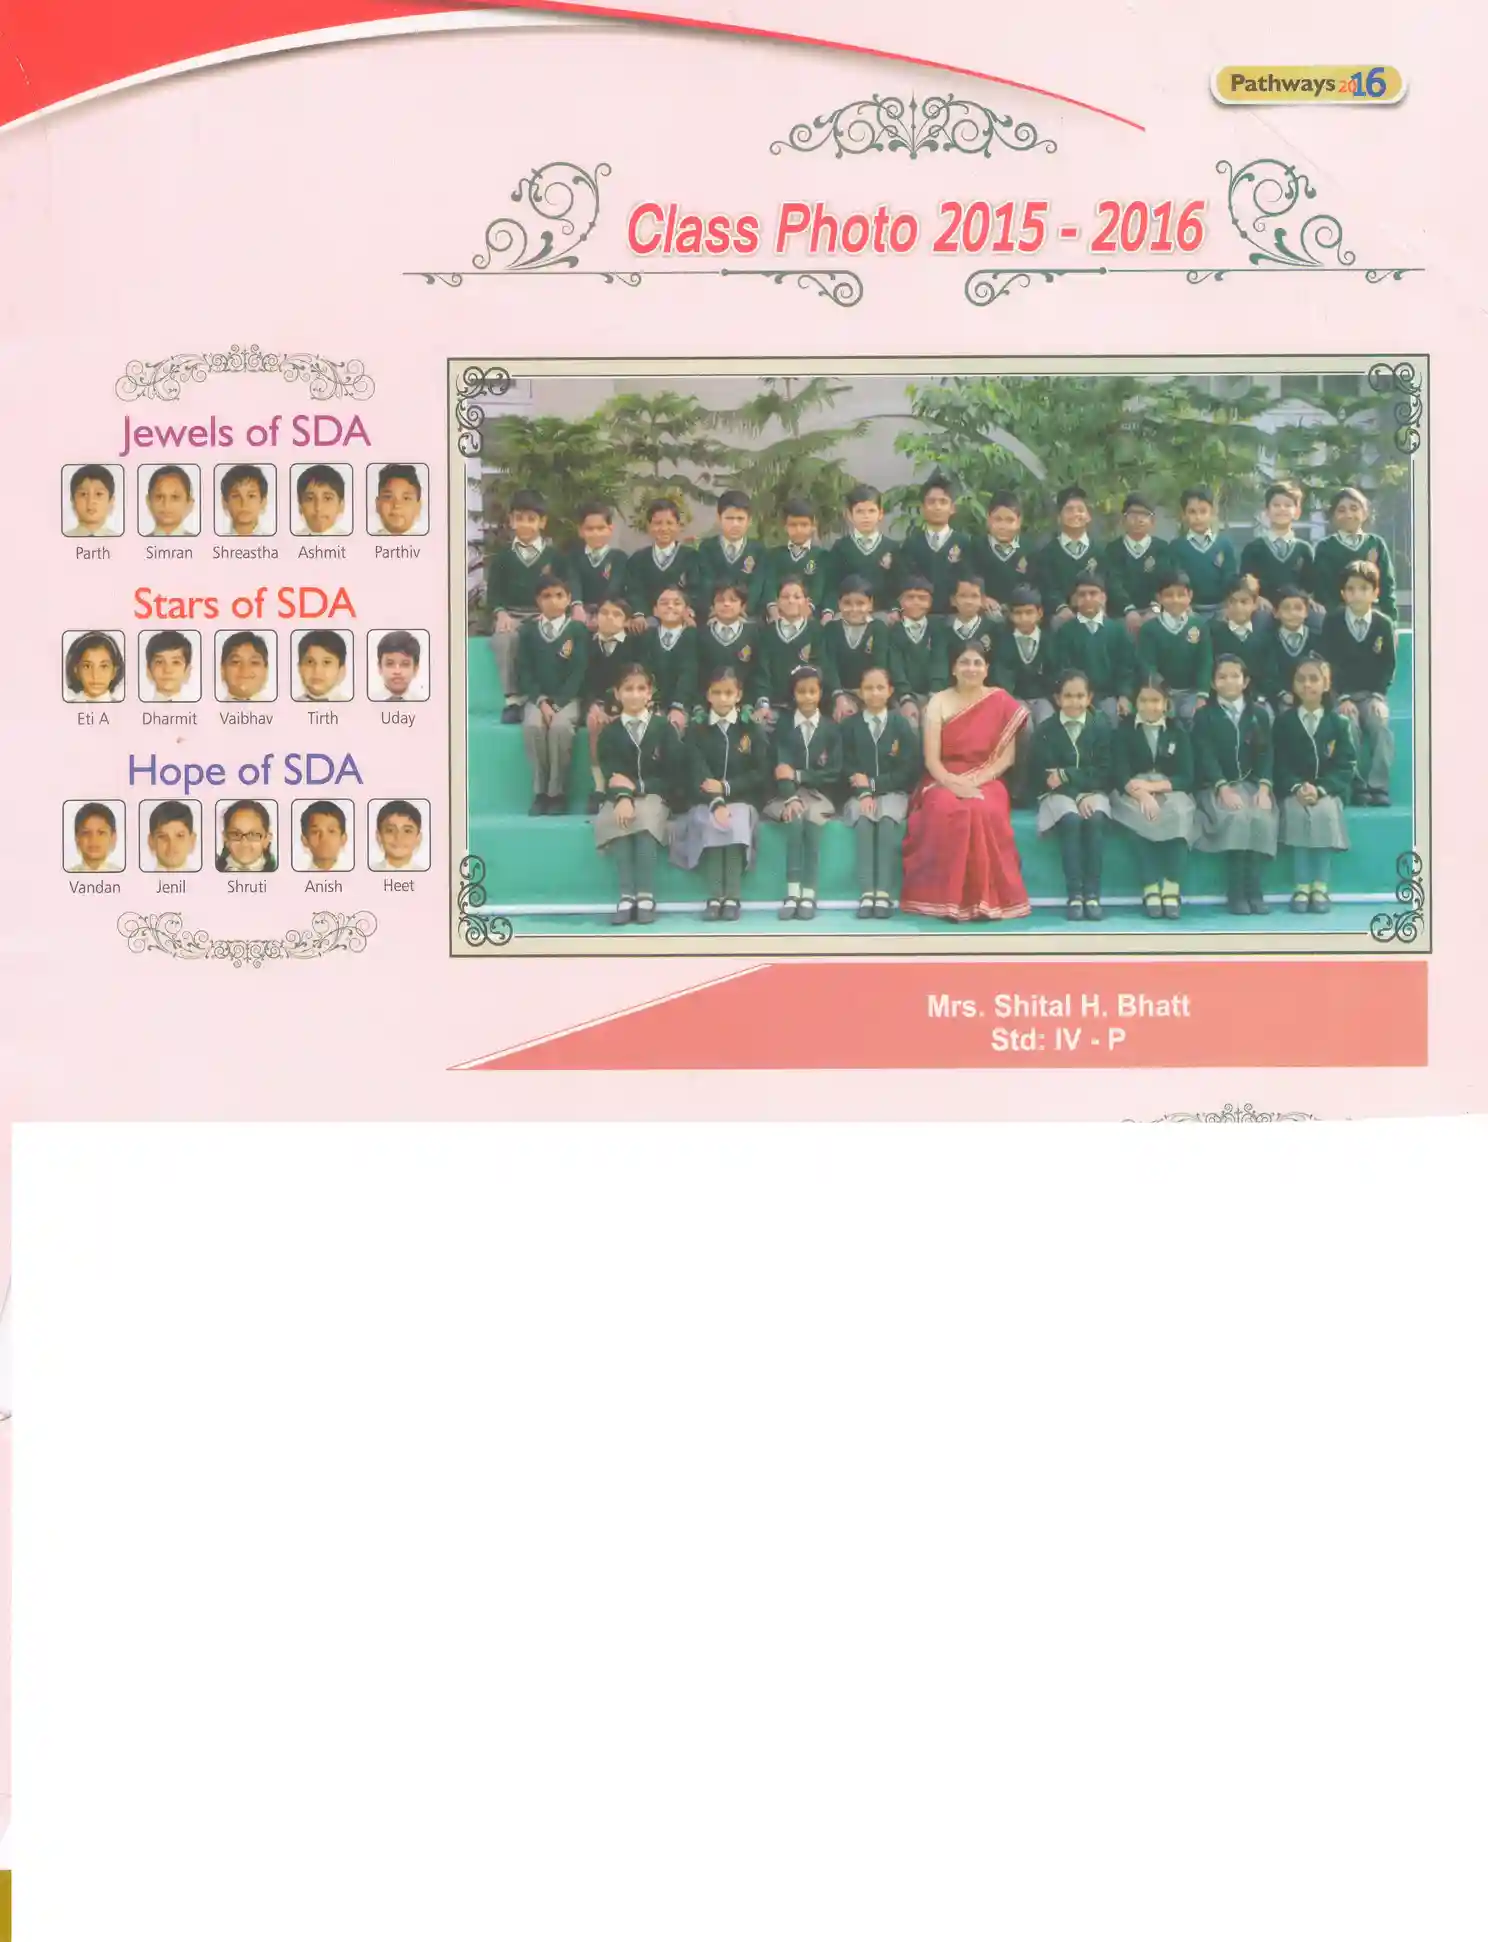 Pathways 2016
Class Photo 2015 - 2016
Jewels of SDA
Parth Simran Shreastha Ashmit Parthiv
Stars of SDA
Eti A Dharmit Vaibhav Tirth Uday
Hope of SDA
Vandan Jenil Shruti Anish Heet
Mrs. Shital H. Bhatt
Std: IV - P